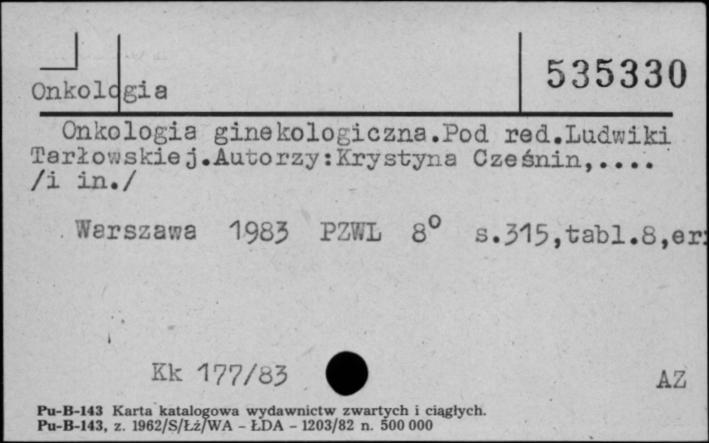 535330
Onkologia
Onkologia ginekologiczna.Pod red.Ludwiki
Tarłowskiej.Autorzy:Krystyna Cześnin,....
/i in./
Warszawa 1983 PZWL 8⁰ s.315,tabl.8,er
Kk 177/83
AZ
Pu-B-143 Karta katalogowa wydawnictw zwartych i ciągłych.
Pu-B-143, z. 1962/S/Łż/WA - ŁDA - 1203/82 n. 500 000